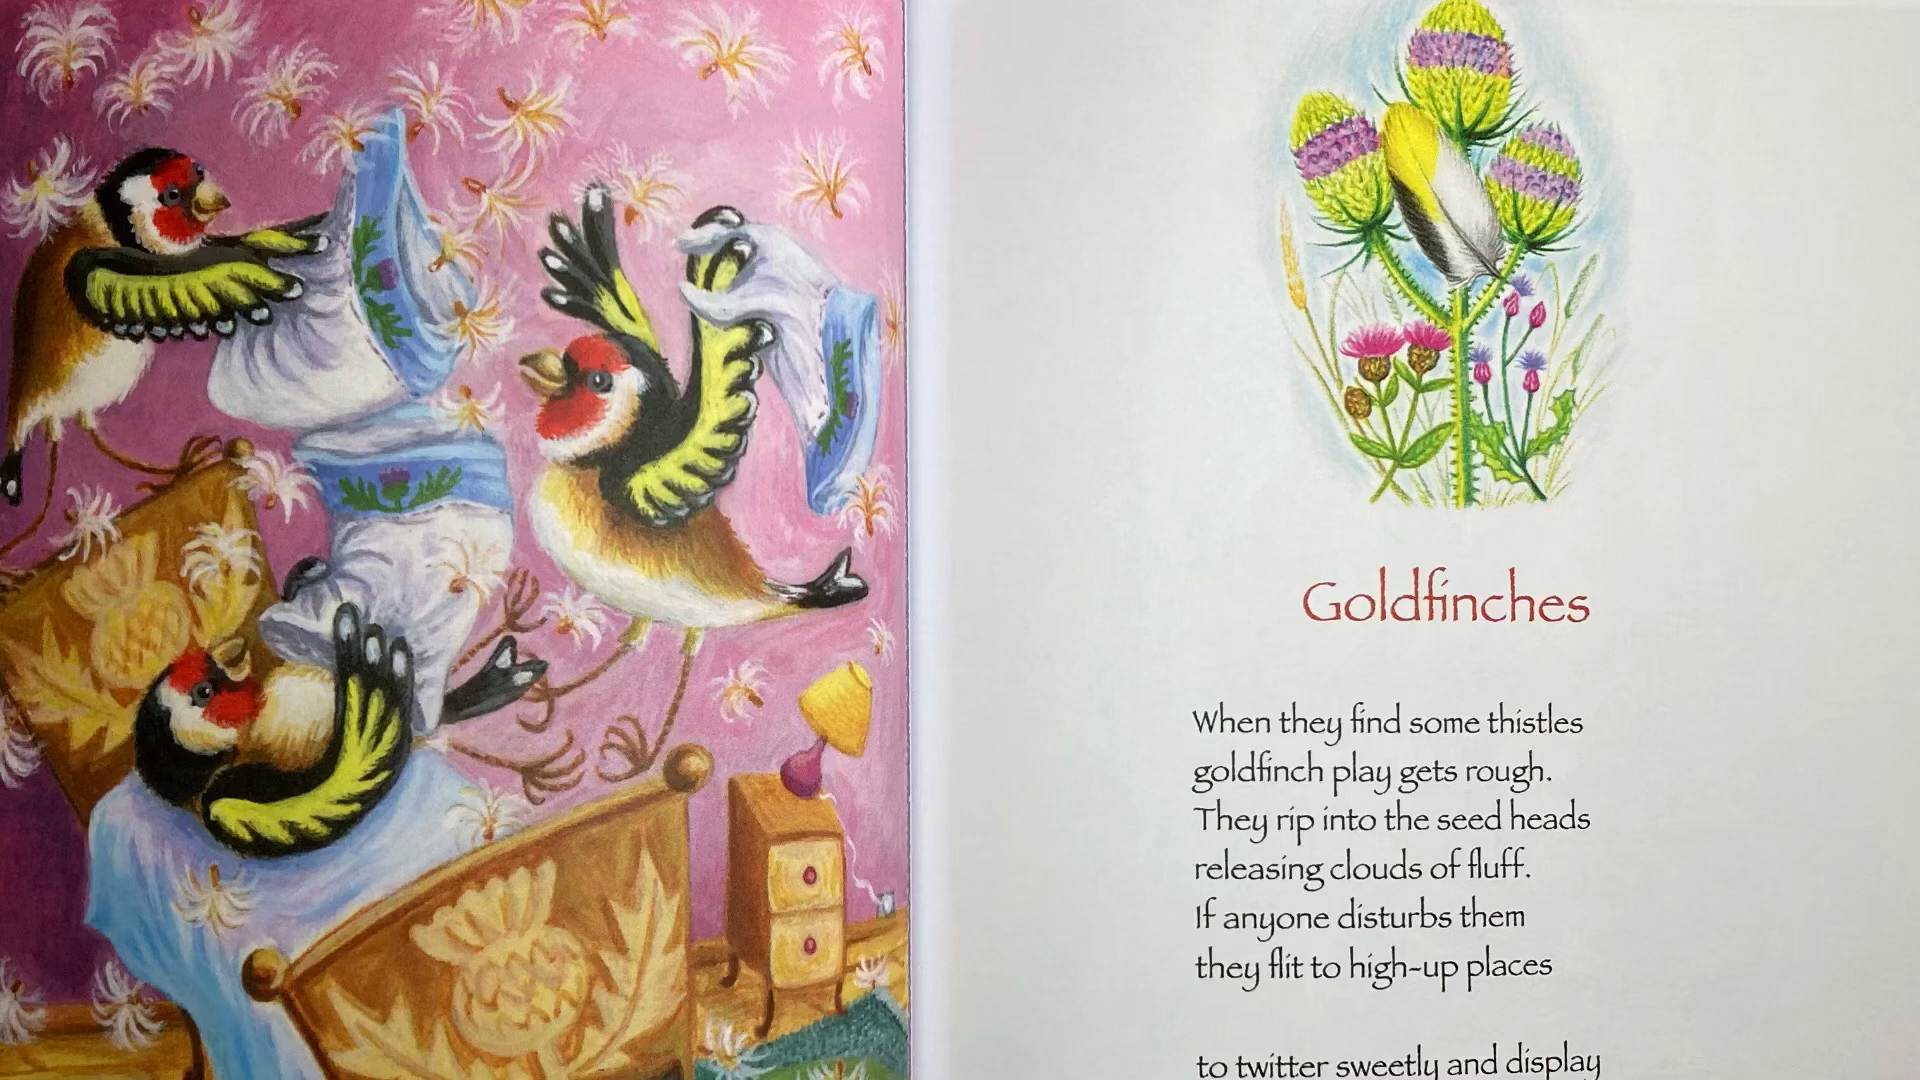 Goldfinches
When they find some thistles
goldfinch play gets rough.
They rip into the seed heads
releasing clouds of fluff.
If anyone disturbs them
they flit to high-up places
to twitter sweetly and display